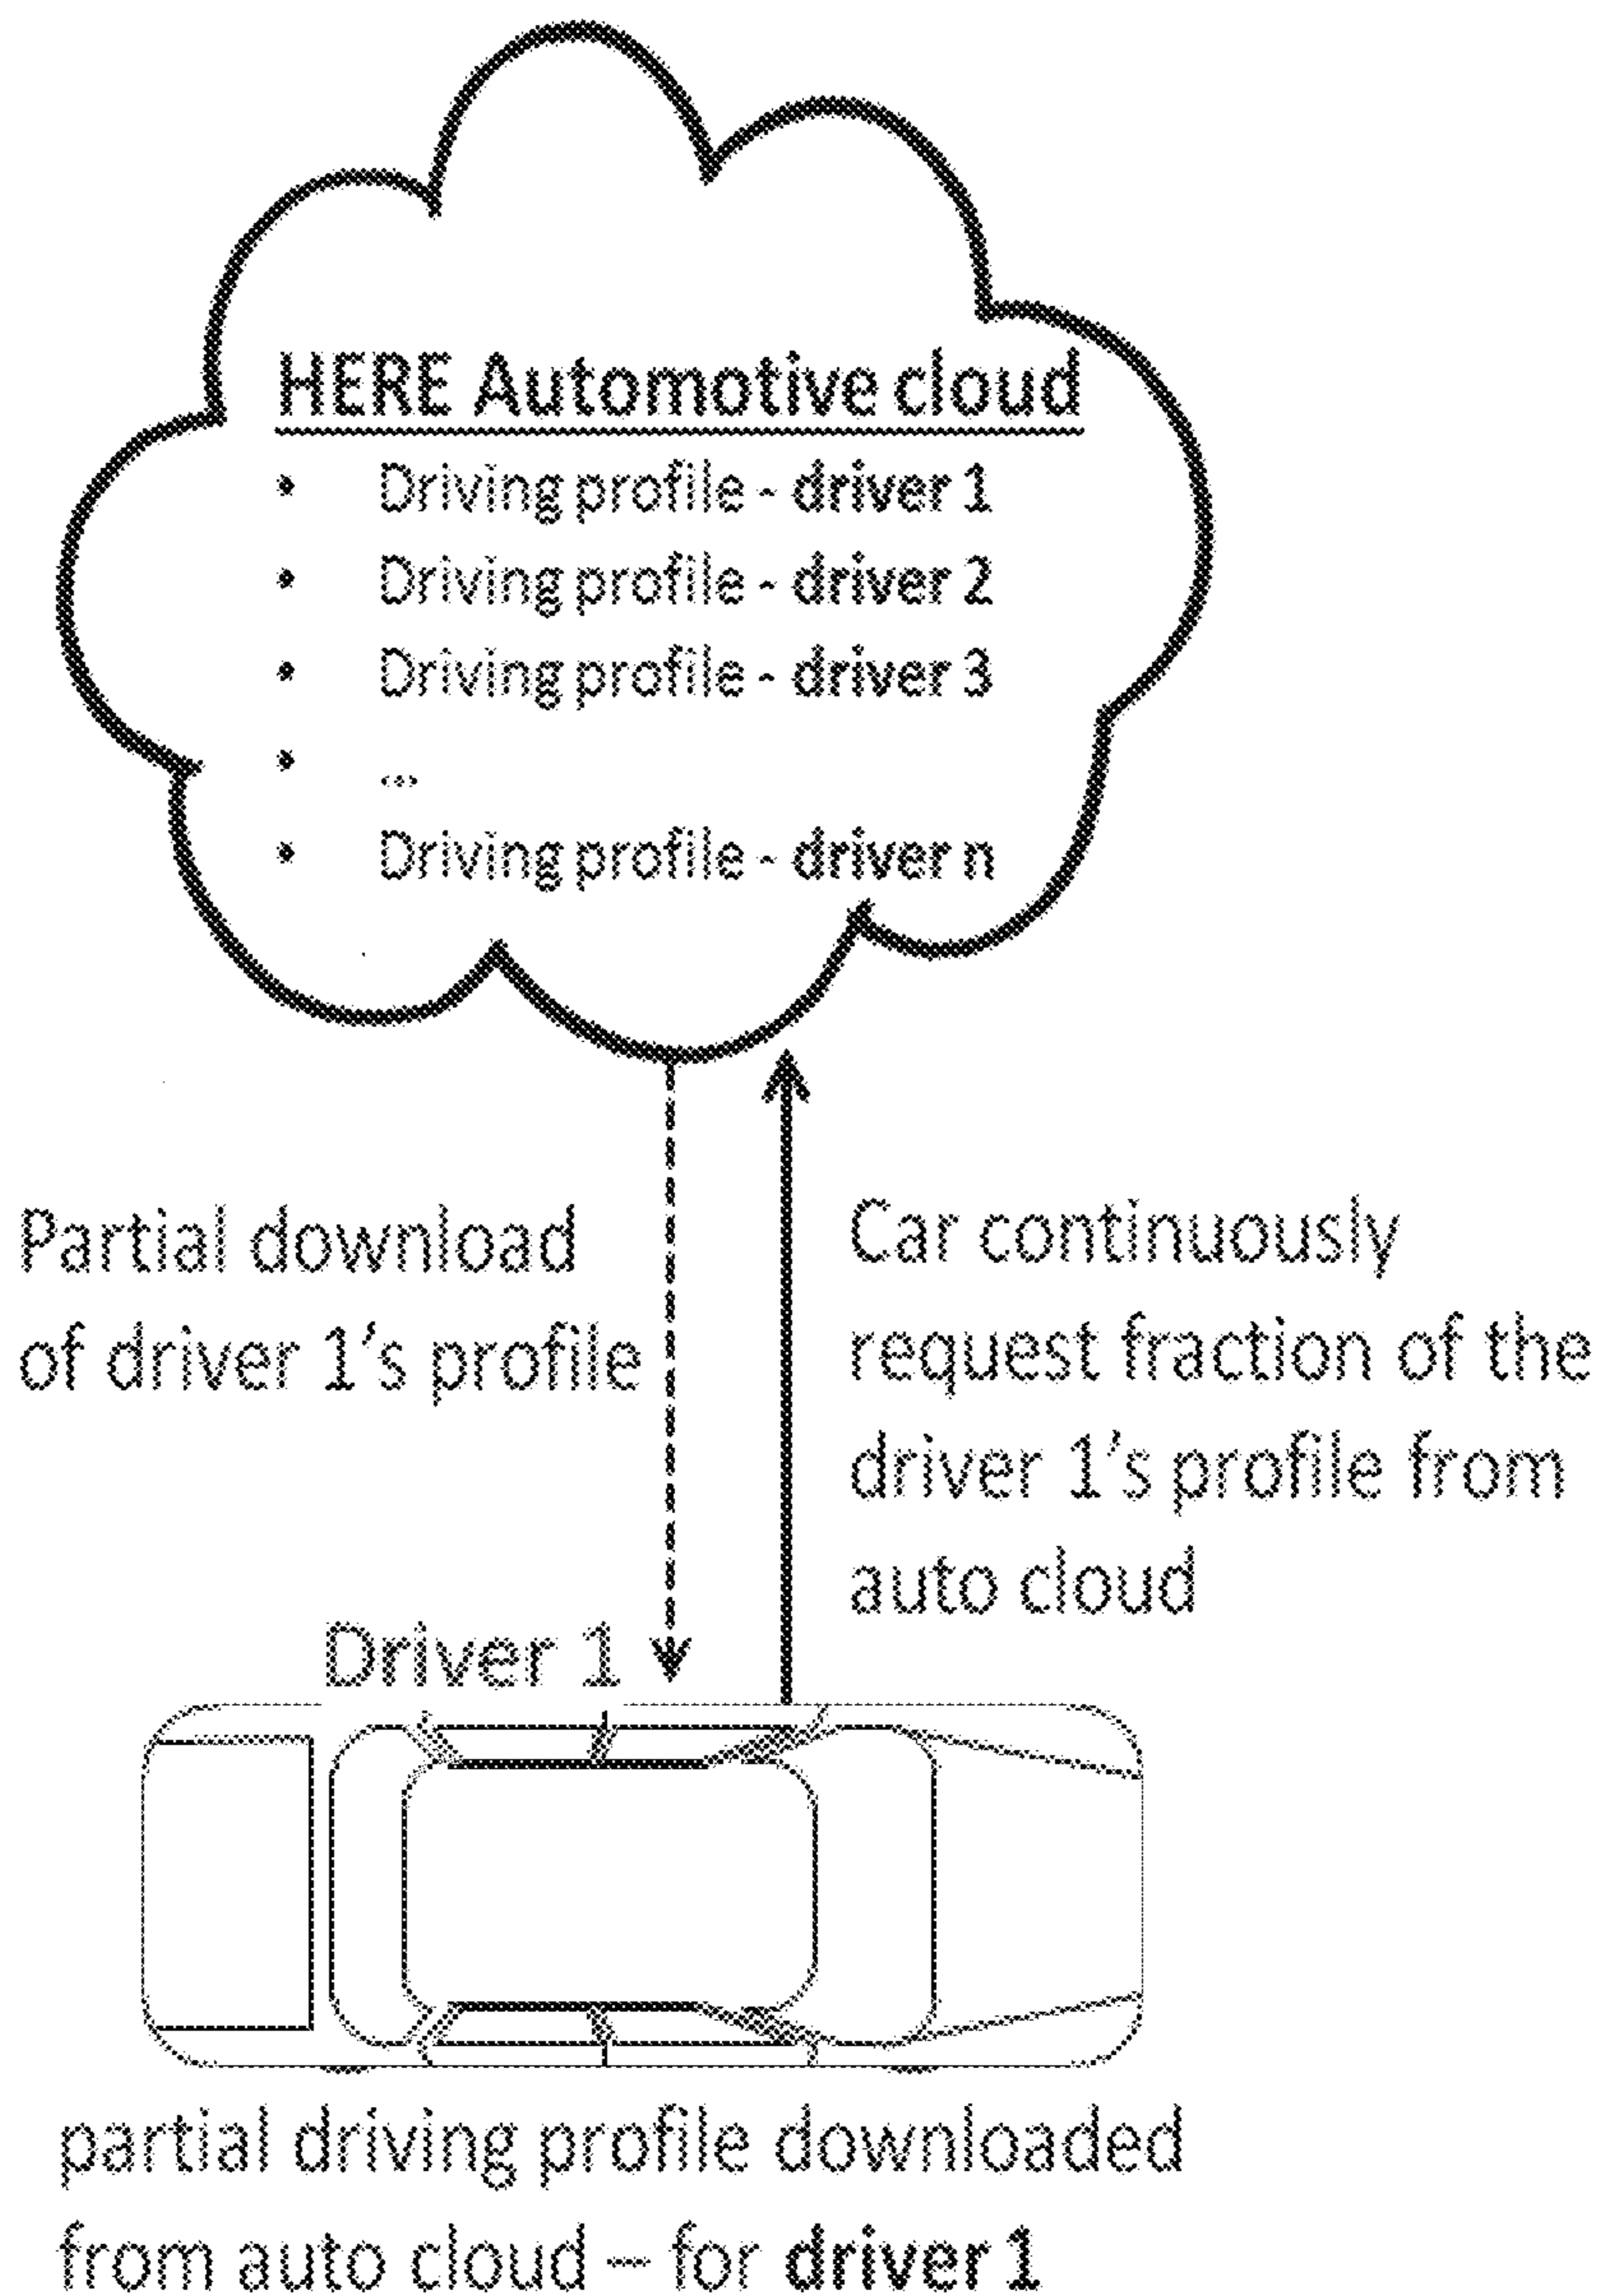 HERE Automotive cloud
• Driving profile - driver 1
• Driving profile - driver 2
• Driving profile - driver 3
• ...
• Driving profile - driver n
Partial download
of driver 1's profile
Car continuously
request fraction of the
driver 1's profile from
auto cloud
Driver 1
partial driving profile downloaded
from auto cloud – for driver 1